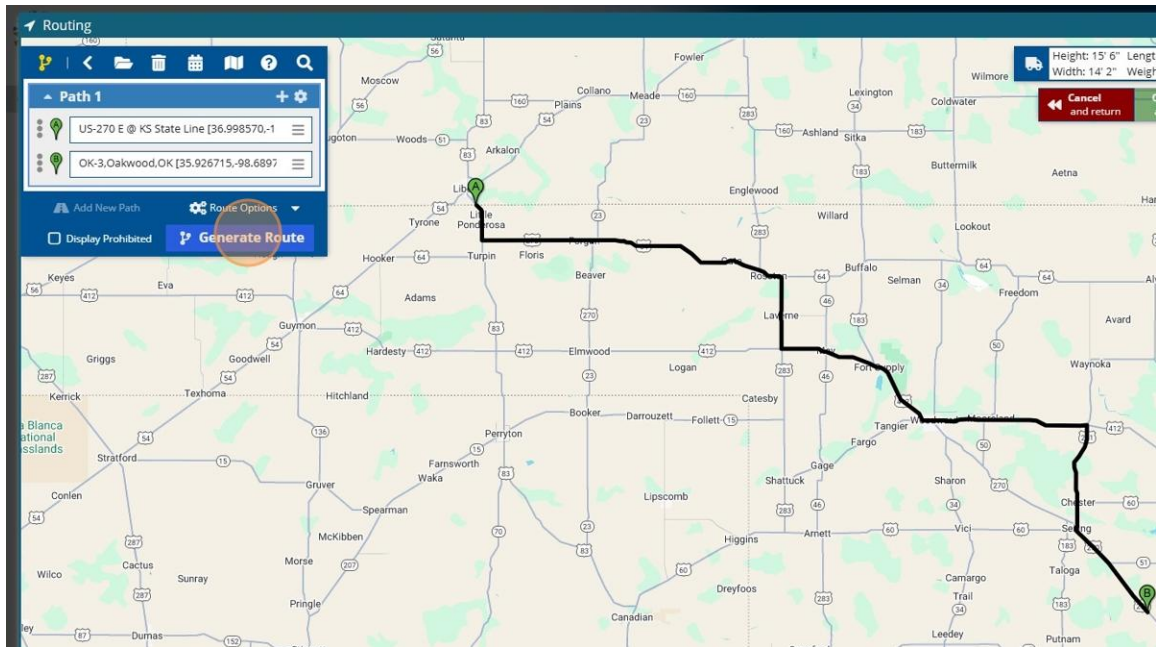 Routing
Path 1
US-270 E @ KS State Line [36.998570,-1
OK-3,Oakwood,OK [35.926715,-98.6897
Add New Path
Route Options
Display Prohibited
Generate Route
Height: 15' 6" Lengt
Width: 14' 2" Weigh
Cancel
and return
A
B
Fowler
Moscow
Collano
Meade
Plains
Wilmore
Lexington
Coldwater
Woods
Ashland
Sitka
Arkalon
Buttermilk
Aetna
Englewood
Little
Ponderosa
Willard
Tyrone
Lookout
Hooker
Turpin
Floris
Forgan
Gate
Rosston
Buffalo
Selman
Freedom
Keyes
Eva
Beaver
Adams
Laverne
Avard
Guymon
Hardesty
Elmwood
Logan
May
Fort Supply
Waynoka
Griggs
Goodwell
Kerrick
Texhoma
Hitchland
Catesby
Booker
Darrouzett
Follett
Tangier
Woodward
Mooreland
Perryton
Fargo
Stratford
Farnsworth
Waka
Gage
Shattuck
Sharon
Gruver
Conlen
Lipscomb
Chester
Spearman
Arnett
Vici
Seiling
McKibben
Higgins
Cactus
Morse
Taloga
Wilco
Sunray
Dreyfoos
Camargo
Trail
Pringle
Canadian
Leedey
Putnam
Dumas